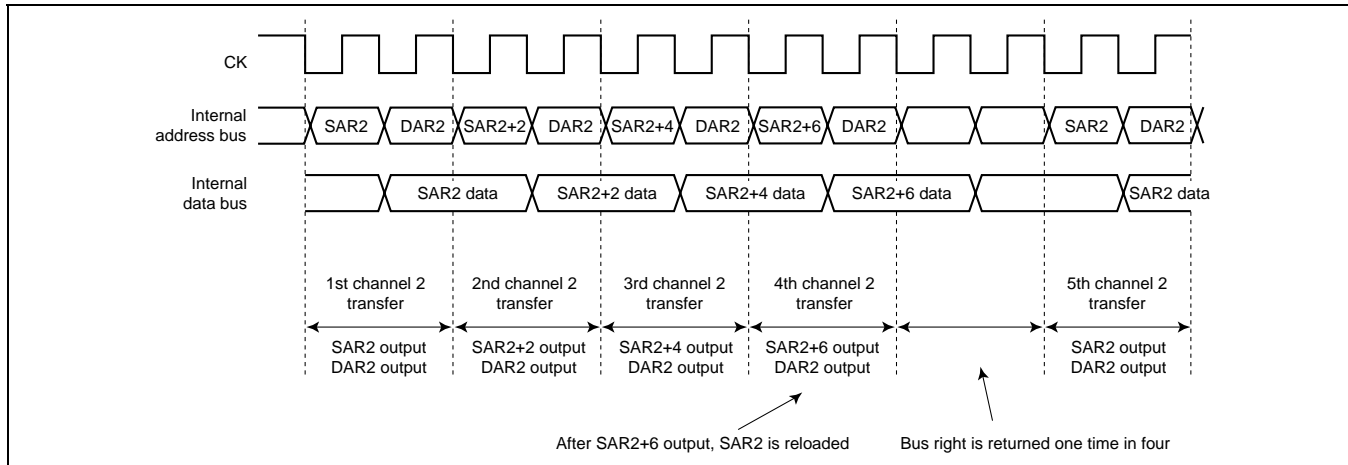 CK
Internal
address bus
SAR2 DAR2 SAR2+2 DAR2 SAR2+4 DAR2 SAR2+6 DAR2 SAR2 DAR2
Internal
data bus
SAR2 data SAR2+2 data SAR2+4 data SAR2+6 data SAR2 data
1st channel 2
transfer
2nd channel 2
transfer
3rd channel 2
transfer
4th channel 2
transfer
5th channel 2
transfer
SAR2 output
DAR2 output
SAR2+2 output
DAR2 output
SAR2+4 output
DAR2 output
SAR2+6 output
DAR2 output
SAR2 output
DAR2 output
After SAR2+6 output, SAR2 is reloaded
Bus right is returned one time in four